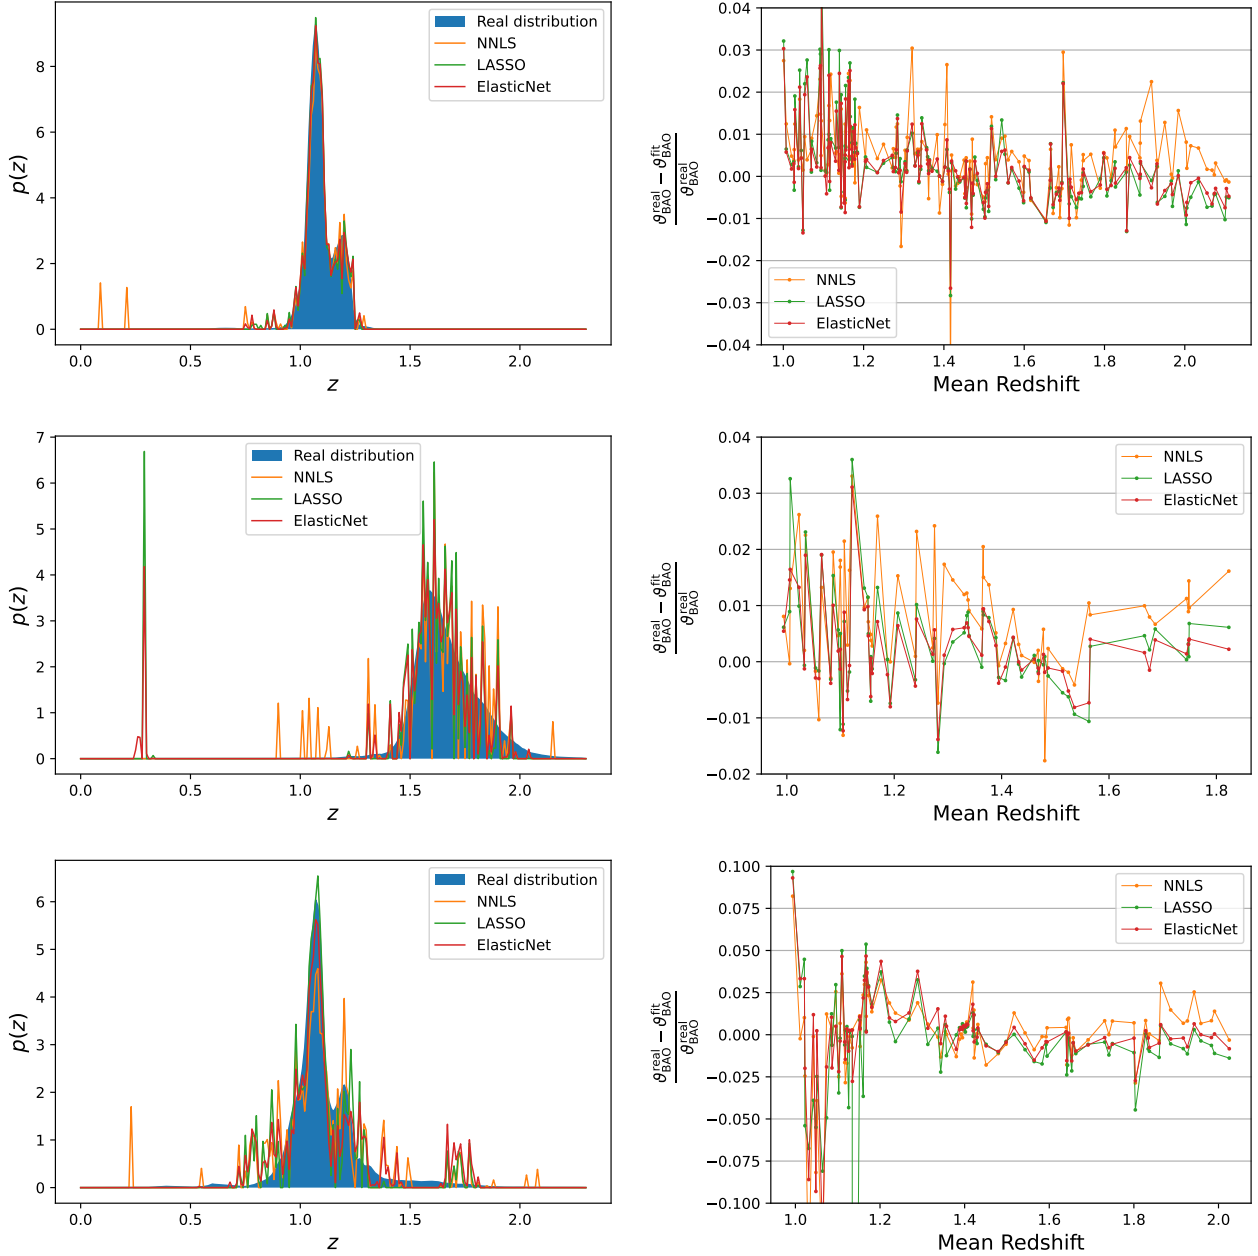 Real distribution
NNLS
LASSO
ElasticNet
p(z)
8
6
4
2
0
0.0 0.5 1.0 1.5 2.0
z
0.04
0.03
0.02
0.01
0.00
−0.01
−0.02
−0.03
−0.04
ϑ^real_BAO − ϑ^fit_BAO
ϑ^real_BAO
NNLS
LASSO
ElasticNet
1.0 1.2 1.4 1.6 1.8 2.0
Mean Redshift
7
6
5
4
3
2
1
0
p(z)
Real distribution
NNLS
LASSO
ElasticNet
0.0 0.5 1.0 1.5 2.0
z
0.04
0.03
0.02
0.01
0.00
−0.01
−0.02
ϑ^real_BAO − ϑ^fit_BAO
ϑ^real_BAO
NNLS
LASSO
ElasticNet
1.0 1.2 1.4 1.6 1.8
Mean Redshift
6
5
4
3
2
1
0
p(z)
Real distribution
NNLS
LASSO
ElasticNet
0.0 0.5 1.0 1.5 2.0
z
0.100
0.075
0.050
0.025
0.000
−0.025
−0.050
−0.075
−0.100
ϑ^real_BAO − ϑ^fit_BAO
ϑ^real_BAO
NNLS
LASSO
ElasticNet
1.0 1.2 1.4 1.6 1.8 2.0
Mean Redshift